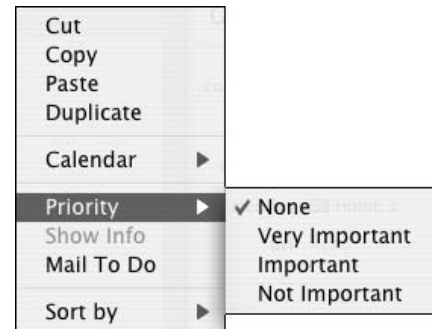 Cut
Copy
Paste
Duplicate
Calendar
Priority
None
Very Important
Important
Not Important
Show Info
Mail To Do
Sort by